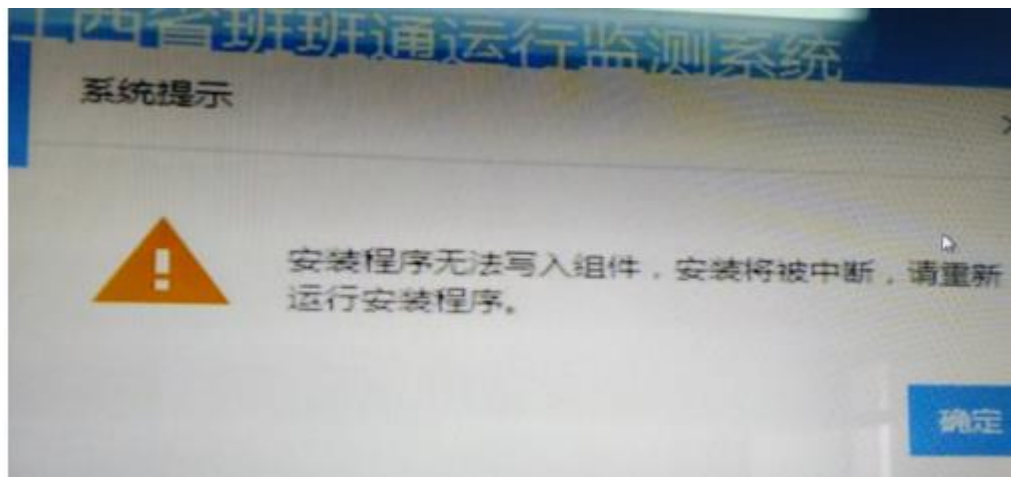 江西省班班通运行监测系统
系统提示
安装程序无法写入组件，安装将被中断，请重新
运行安装程序。
确定